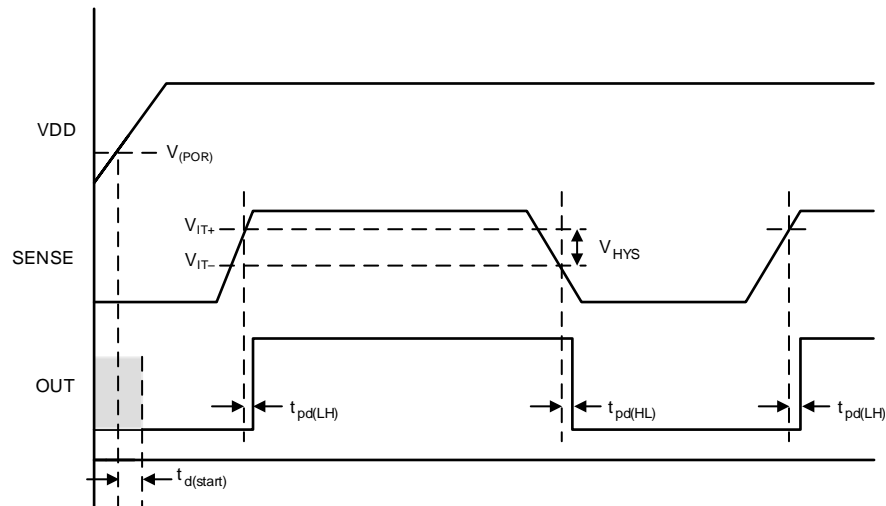 VDD
V(POR)
VIT+
VIT–
SENSE
VHYS
OUT
tpd(LH)
tpd(HL)
tpd(LH)
td(start)